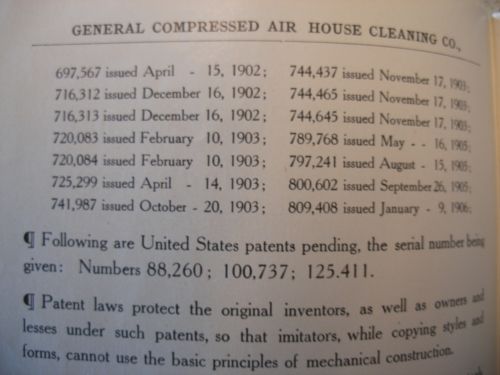 GENERAL COMPRESSED AIR HOUSE CLEANING CO.,
697,567 issued April - 15, 1902; 744,437 issued November 17, 1903;
716,312 issued December 16, 1902; 744,465 issued November 17, 1903;
716,313 issued December 16, 1902; 744,645 issued November 17, 1903;
720,083 issued February 10, 1903; 789,768 issued May - - 16, 1905;
720,084 issued February 10, 1903; 797,241 issued August - 15, 1905;
725,299 issued April - 14, 1903; 800,602 issued September 26, 1905;
741,987 issued October - 20, 1903; 809,408 issued January - 9, 1906;
¶ Following are United States patents pending, the serial number being
given: Numbers 88,260; 100,737; 125.411.
¶ Patent laws protect the original inventors, as well as owners and
lesses under such patents, so that imitators, while copying styles and
forms, cannot use the basic principles of mechanical construction.